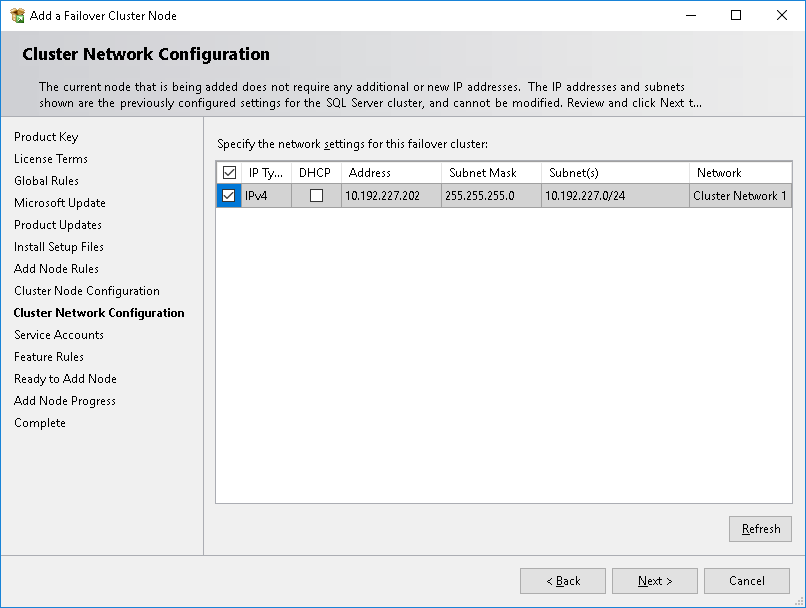 Add a Failover Cluster Node
Cluster Network Configuration
The current node that is being added does not require any additional or new IP addresses. The IP addresses and subnets
shown are the previously configured settings for the SQL Server cluster, and cannot be modified. Review and click Next t...
Product Key
License Terms
Global Rules
Microsoft Update
Product Updates
Install Setup Files
Add Node Rules
Cluster Node Configuration
Cluster Network Configuration
Service Accounts
Feature Rules
Ready to Add Node
Add Node Progress
Complete
Specify the network settings for this failover cluster:
IP Ty... DHCP Address Subnet Mask Subnet(s) Network
IPv4 10.192.227.202 255.255.255.0 10.192.227.0/24 Cluster Network 1
Refresh
< Back Next > Cancel